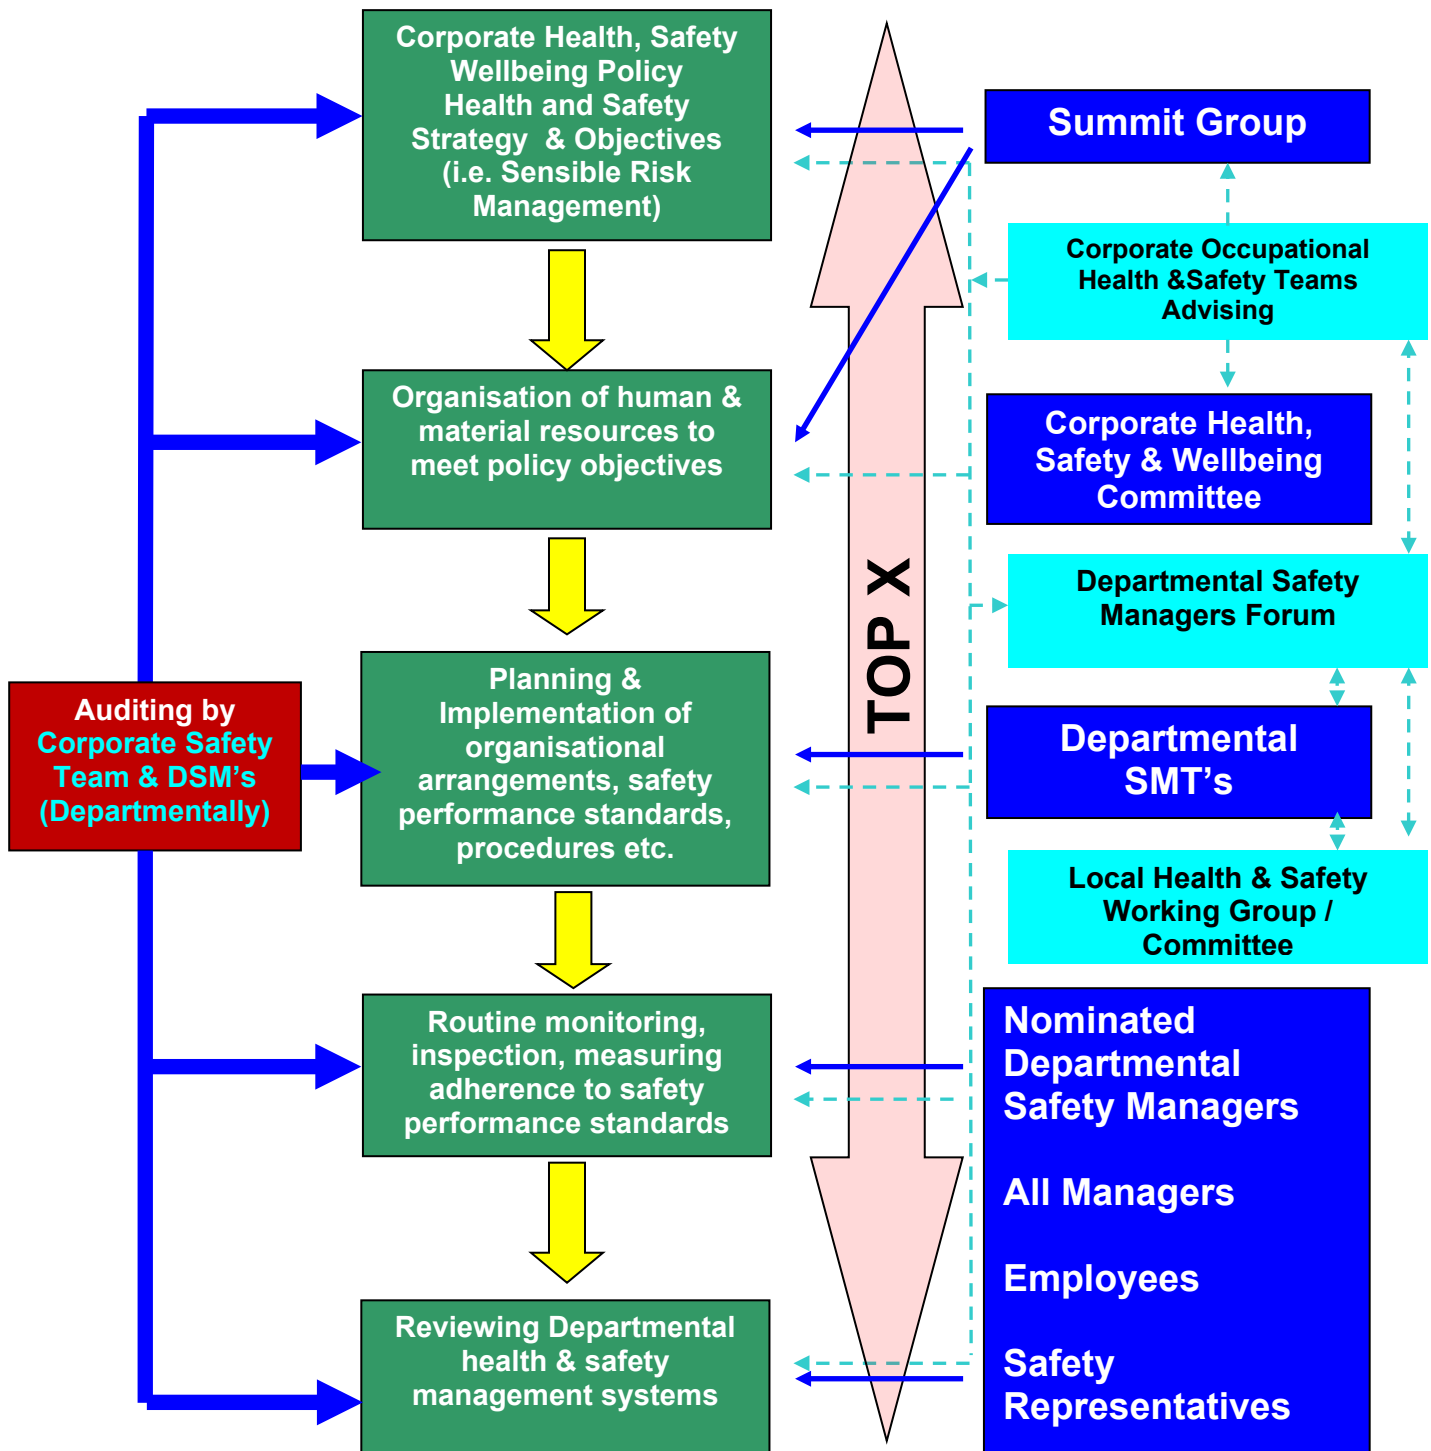 Corporate Health, Safety
Wellbeing Policy
Health and Safety
Strategy & Objectives
(i.e. Sensible Risk
Management)
Organisation of human &
material resources to
meet policy objectives
Planning &
Implementation of
organisational
arrangements, safety
performance standards,
procedures etc.
Routine monitoring,
inspection, measuring
adherence to safety
performance standards
Reviewing Departmental
health & safety
management systems
Auditing by
Corporate Safety
Team & DSM's
(Departmentally)
TOP X
Summit Group
Corporate Occupational
Health &Safety Teams
Advising
Corporate Health,
Safety & Wellbeing
Committee
Departmental Safety
Managers Forum
Departmental
SMT's
Local Health & Safety
Working Group /
Committee
Nominated
Departmental
Safety Managers
All Managers
Employees
Safety
Representatives